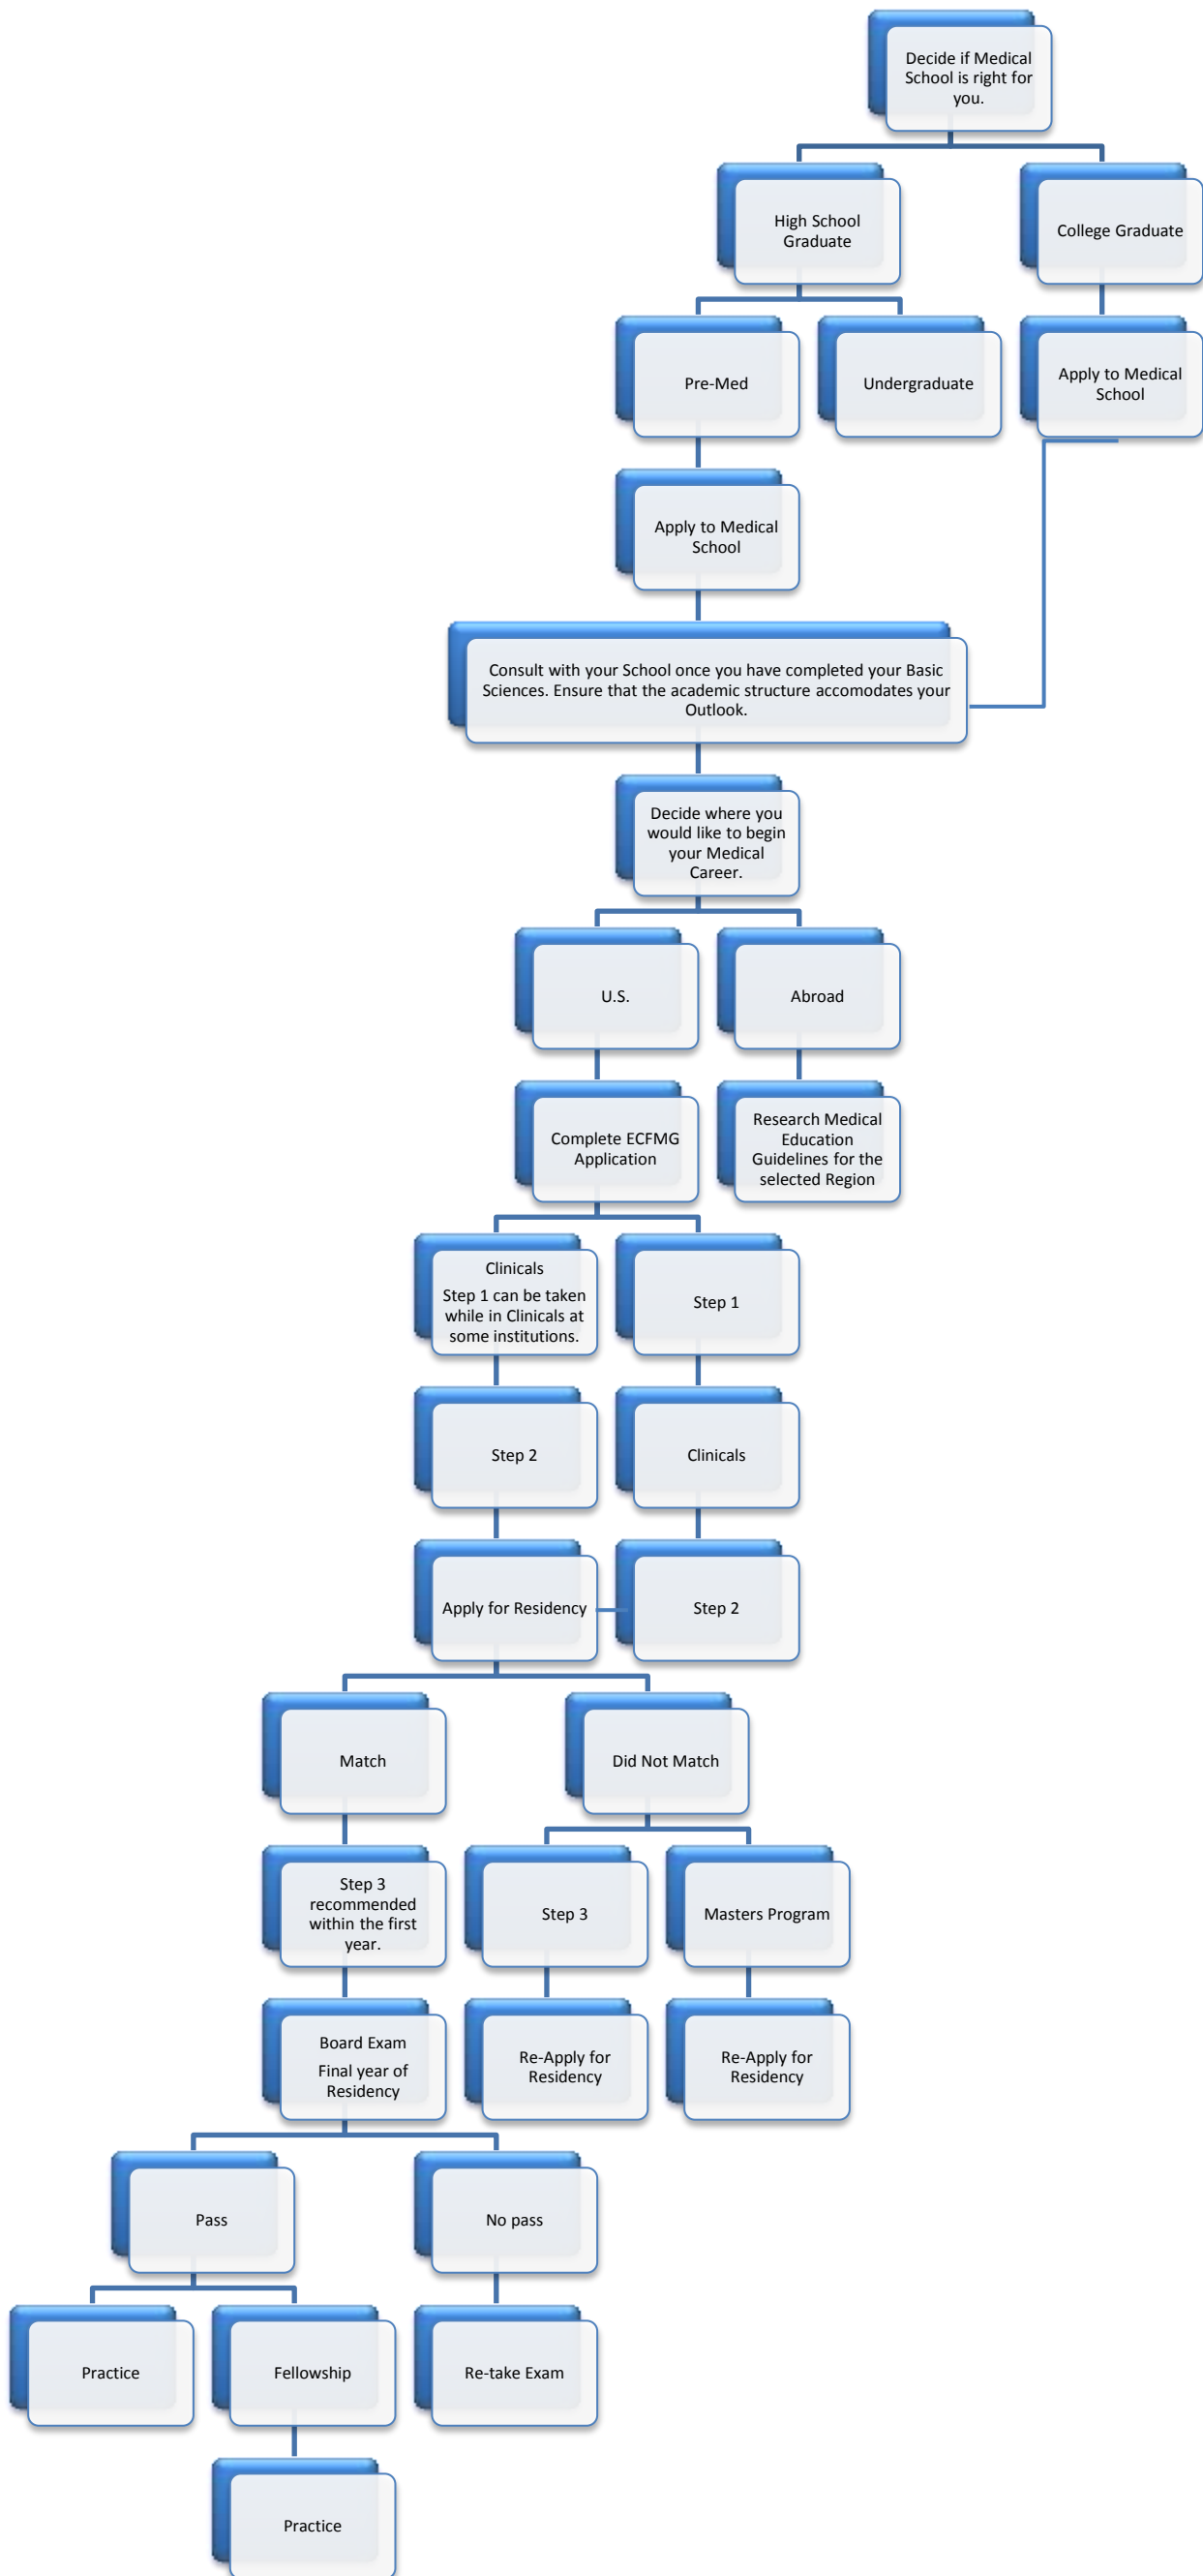 Decide if Medical
School is right for
you.
High School
Graduate
College Graduate
Pre-Med
Undergraduate
Apply to Medical
School
Apply to Medical
School
Consult with your School once you have completed your Basic
Sciences. Ensure that the academic structure accomodates your
Outlook.
Decide where you
would like to begin
your Medical
Career.
U.S.
Abroad
Complete ECFMG
Application
Research Medical
Education
Guidelines for the
selected Region
Clinicals
Step 1 can be taken
while in Clinicals at
some institutions.
Step 1
Step 2
Clinicals
Apply for Residency
Step 2
Match
Did Not Match
Step 3
recommended
within the first
year.
Step 3
Masters Program
Board Exam
Final year of
Residency
Re-Apply for
Residency
Re-Apply for
Residency
Pass
No pass
Practice
Fellowship
Re-take Exam
Practice